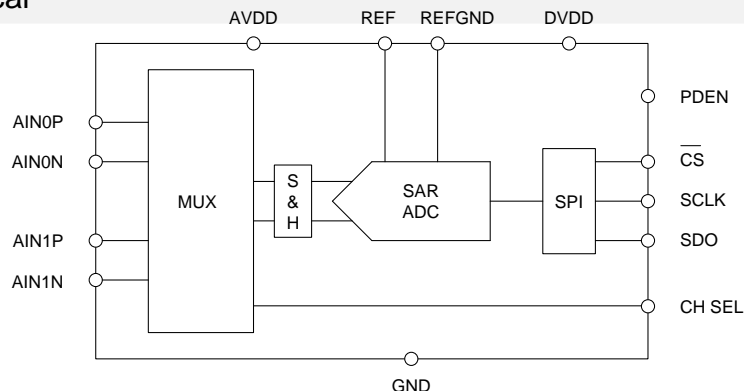 AVDD REF REFGND DVDD
PDEN
AIN0P
AIN0N
CS
S
& 
H
MUX
SAR
ADC
SPI
SCLK
SDO
AIN1P
AIN1N
CH SEL
GND